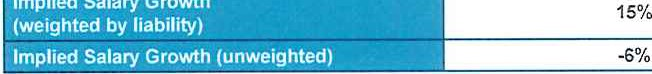 Implied Salary Growth
(weighted by liability) 15%
Implied Salary Growth (unweighted) -6%